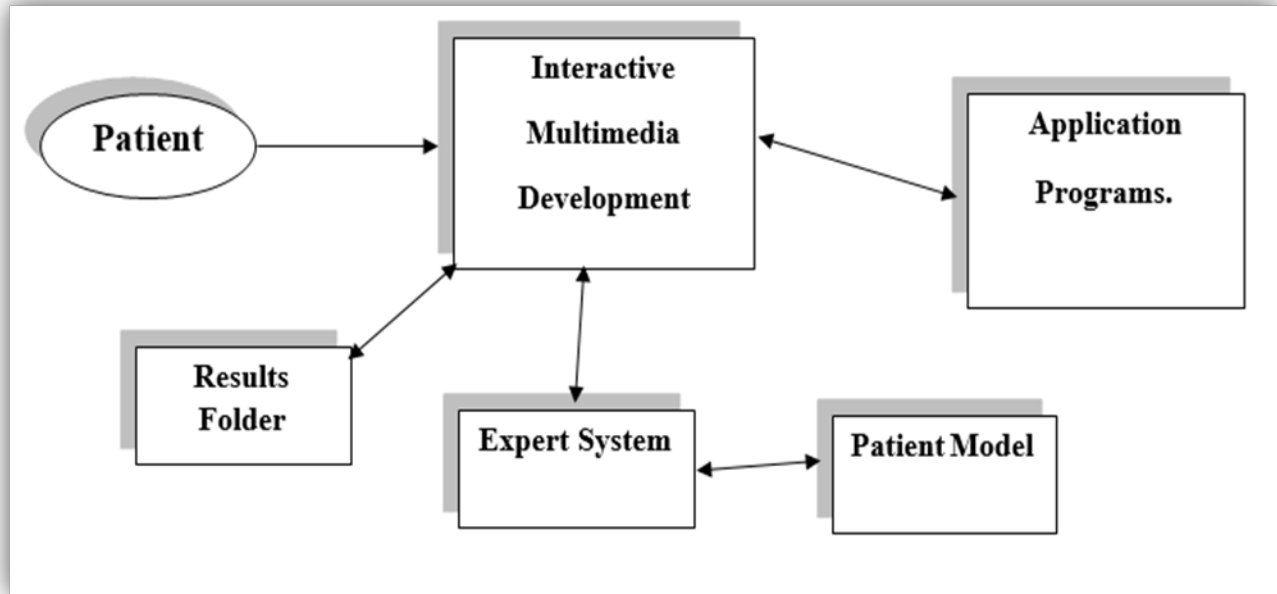 Patient
Interactive
Multimedia
Development
Application
Programs.
Results
Folder
Expert System
Patient Model